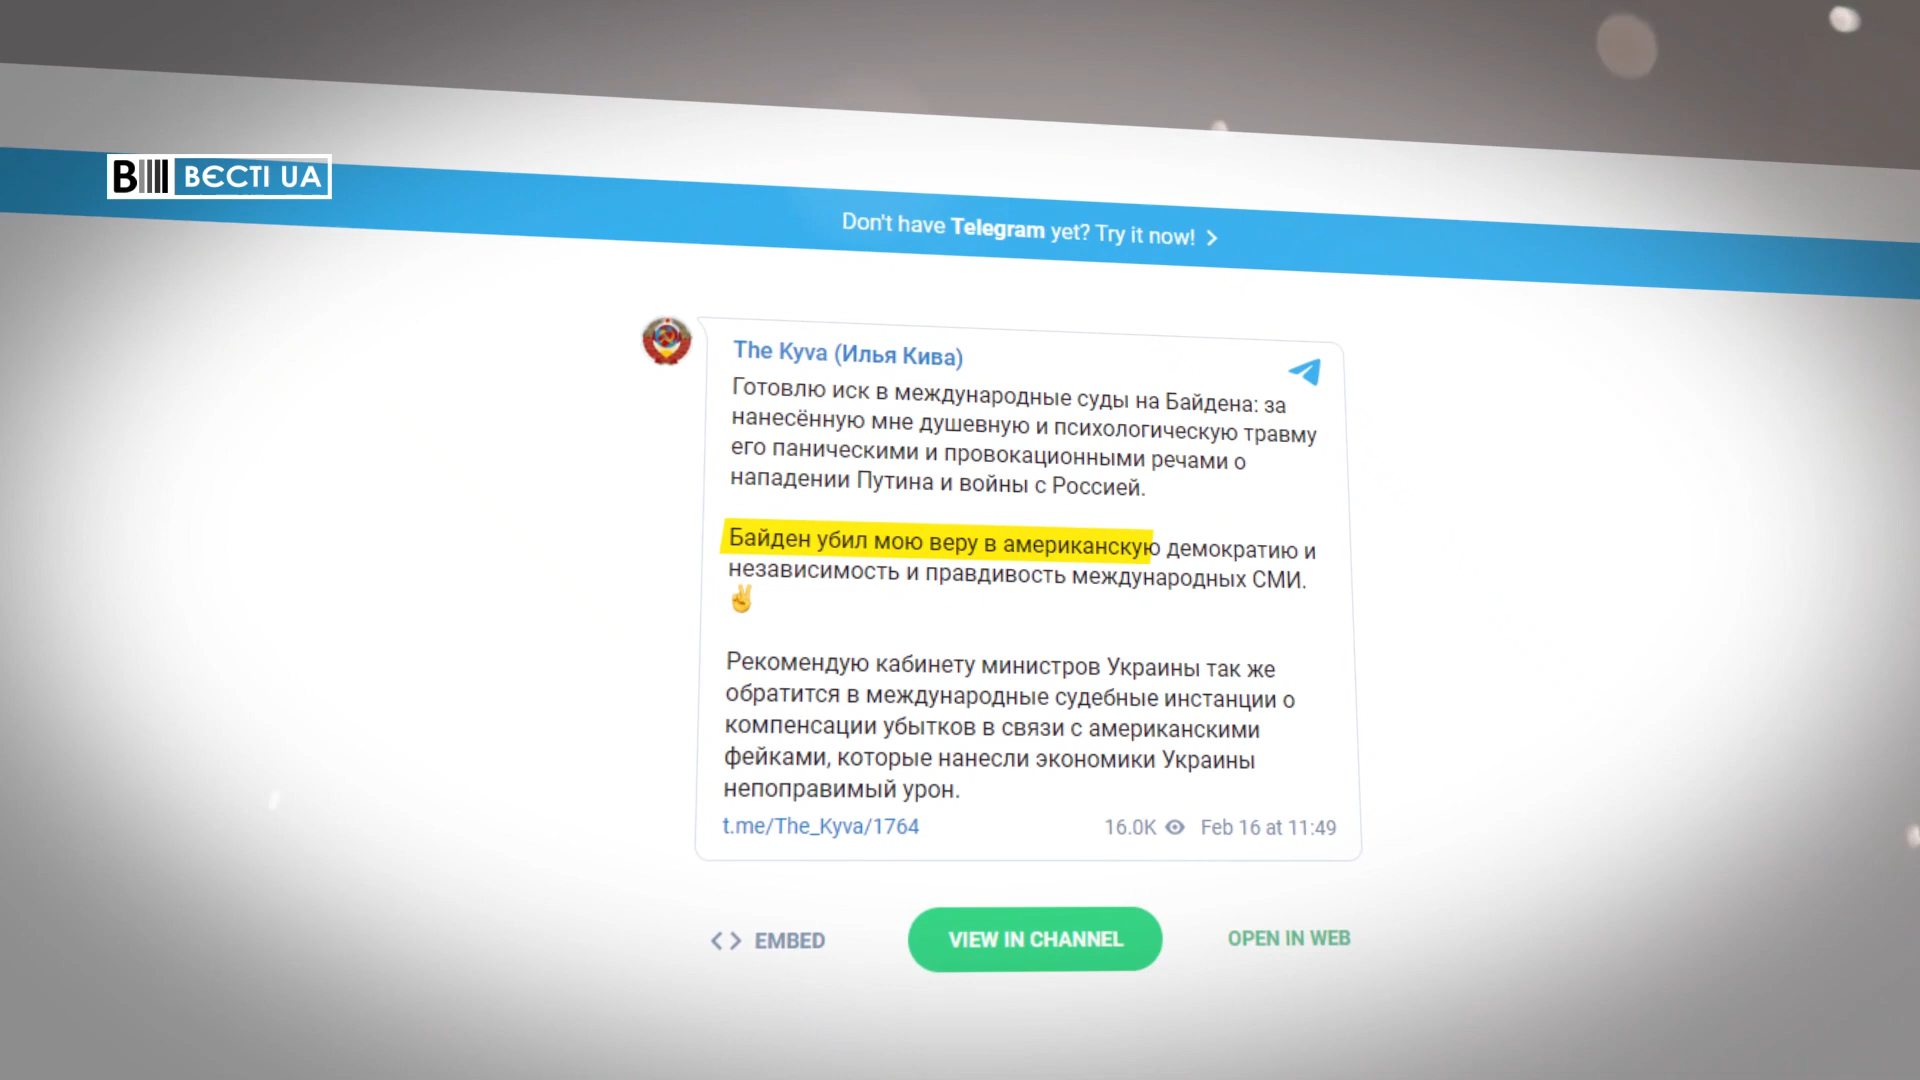 BIIII ВЄСТІ UA
Don't have Telegram yet? Try it now!
The Kyva (Илья Кива)
Готовлю иск в международные суды на Байдена: за
нанесённую мне душевную и психологическую травму
его паническими и провокационными речами о
нападении Путина и войны с Россией.
Байден убил мою веру в американскую демократию и
независимость и правдивость международных СМИ.
✌
Рекомендую кабинету министров Украины так же
обратится в международные судебные инстанции о
компенсации убытков в связи с американскими
фейками, которые нанесли экономики Украины
непоправимый урон.
t.me/The_Kyva/1764 16.0K Feb 16 at 11:49
EMBED VIEW IN CHANNEL OPEN IN WEB